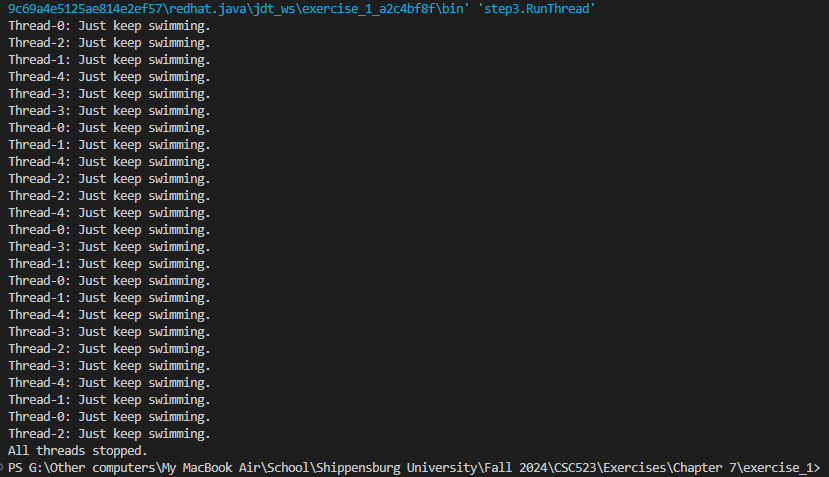 9c69a4e5125ae814e2ef57\redhat.java\jdt_ws\exercise_1_a2c4bf8f\bin' 'step3.RunThread'
Thread-0: Just keep swimming.
Thread-2: Just keep swimming.
Thread-1: Just keep swimming.
Thread-4: Just keep swimming.
Thread-3: Just keep swimming.
Thread-3: Just keep swimming.
Thread-0: Just keep swimming.
Thread-1: Just keep swimming.
Thread-4: Just keep swimming.
Thread-2: Just keep swimming.
Thread-2: Just keep swimming.
Thread-4: Just keep swimming.
Thread-0: Just keep swimming.
Thread-3: Just keep swimming.
Thread-1: Just keep swimming.
Thread-0: Just keep swimming.
Thread-1: Just keep swimming.
Thread-4: Just keep swimming.
Thread-3: Just keep swimming.
Thread-2: Just keep swimming.
Thread-3: Just keep swimming.
Thread-4: Just keep swimming.
Thread-1: Just keep swimming.
Thread-0: Just keep swimming.
Thread-2: Just keep swimming.
All threads stopped.
PS G:\Other computers\My MacBook Air\School\Shippensburg University\Fall 2024\CSC523\Exercises\Chapter 7\exercise_1>